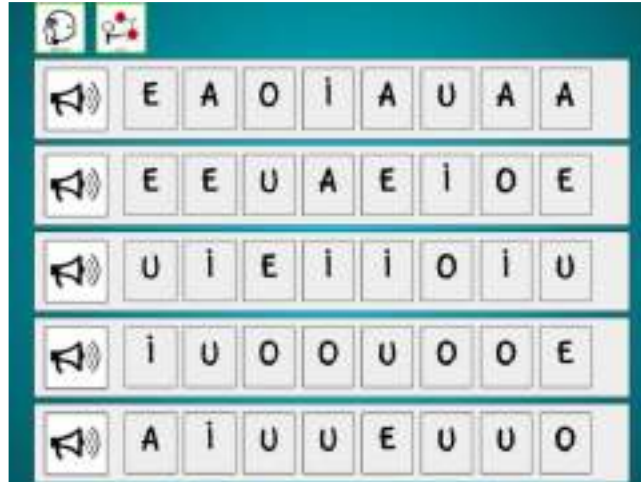 E A O İ A U A A
E E U A E İ O E
U İ E İ İ O İ U
İ U O O U O O E
A İ U U E U U O